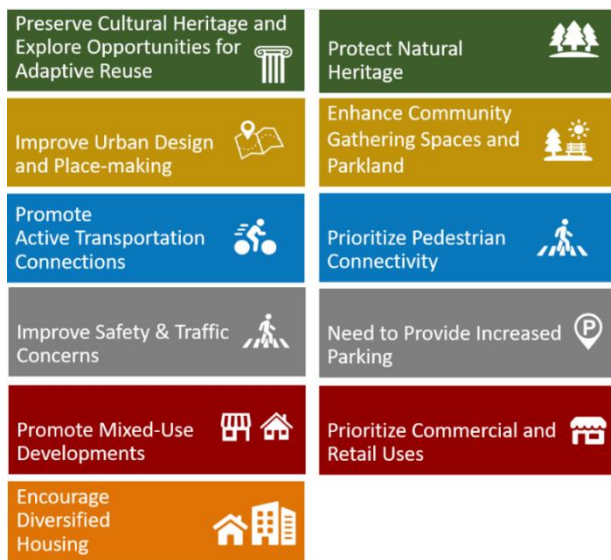 Preserve Cultural Heritage and
Explore Opportunities for
Adaptive Reuse
Protect Natural
Heritage
Improve Urban Design
and Place-making
Enhance Community
Gathering Spaces and
Parkland
Promote
Active Transportation
Connections
Prioritize Pedestrian
Connectivity
Improve Safety & Traffic
Concerns
Need to Provide Increased
Parking
P
Promote Mixed-Use
Developments
Prioritize Commercial and
Retail Uses
Encourage
Diversified
Housing